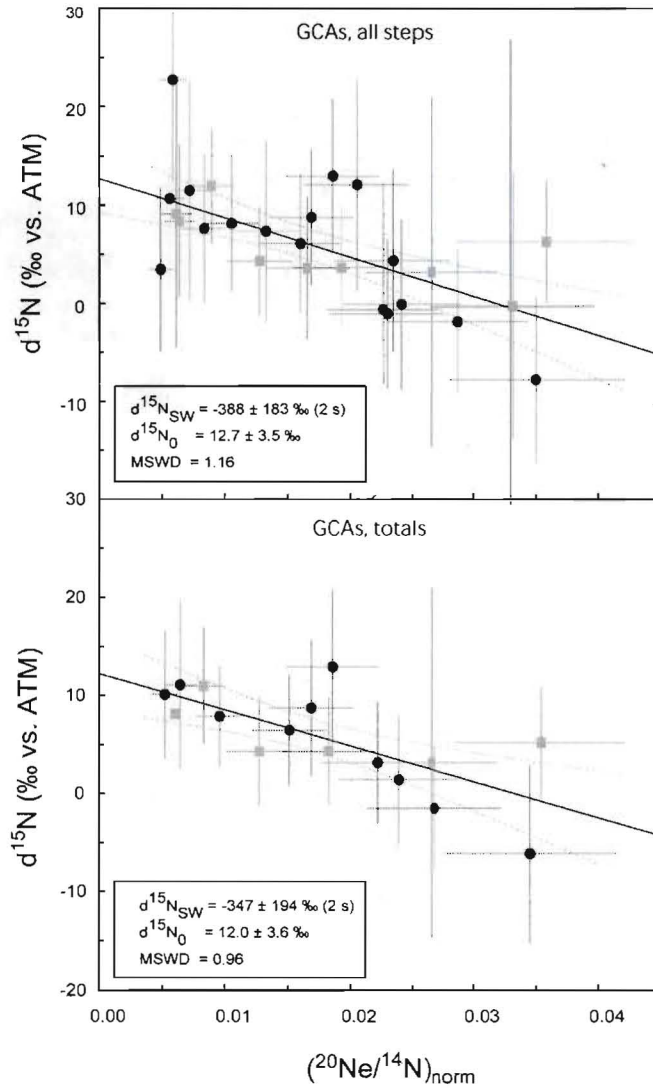 30
GCAs, all steps
20
10
0
-10
d¹⁵N (‰ vs. ATM)
d¹⁵N_SW = -388 ± 183 ‰ (2 s)
d¹⁵N₀ = 12.7 ± 3.5 ‰
MSWD = 1.16
30
GCAs, totals
20
10
0
-10
-20
d¹⁵N (‰ vs. ATM)
d¹⁵N_SW = -347 ± 194 ‰ (2 s)
d¹⁵N₀ = 12.0 ± 3.6 ‰
MSWD = 0.96
0.00 0.01 0.02 0.03 0.04
(²⁰Ne/¹⁴N)norm